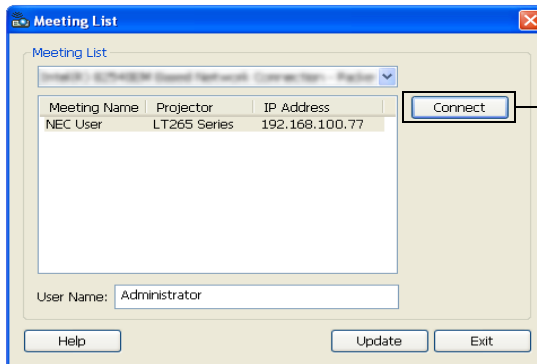 Meeting List
Meeting List
Meeting Name Projector IP Address
NEC User LT265 Series 192.168.100.77
Connect
User Name: Administrator
Help Update Exit